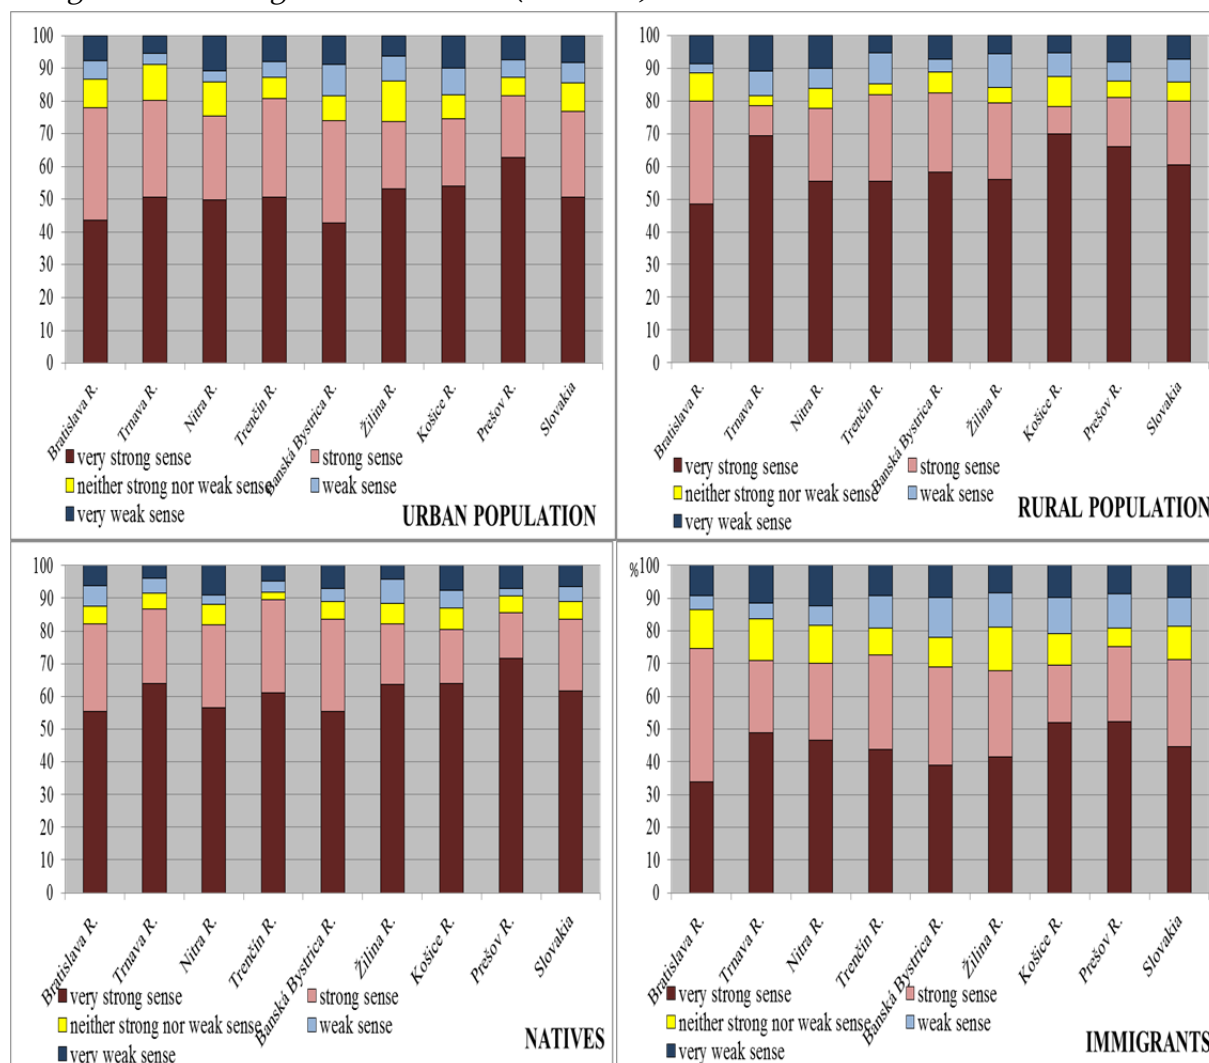 100
90
80
70
60
50
40
30
20
10
0
Bratislava R.
Trnava R.
Nitra R.
Trenčín R.
Banská Bystrica R.
Žilina R.
Košice R.
Prešov R.
Slovakia
very strong sense strong sense
neither strong nor weak sense weak sense
very weak sense
URBAN POPULATION
100
90
80
70
60
50
40
30
20
10
0
Bratislava R.
Trnava R.
Nitra R.
Trenčín R.
Banská Bystrica R.
Žilina R.
Košice R.
Prešov R.
Slovakia
very strong sense strong sense
neither strong nor weak sense weak sense
very weak sense
RURAL POPULATION
100
90
80
70
60
50
40
30
20
10
0
Bratislava R.
Trnava R.
Nitra R.
Trenčín R.
Banská Bystrica R.
Žilina R.
Košice R.
Prešov R.
Slovakia
very strong sense strong sense
neither strong nor weak sense weak sense
very weak sense
NATIVES
%
100
90
80
70
60
50
40
30
20
10
0
Bratislava R.
Trnava R.
Nitra R.
Trenčín R.
Banská Bystrica R.
Žilina R.
Košice R.
Prešov R.
Slovakia
very strong sense strong sense
neither strong nor weak sense weak sense
very weak sense
IMMIGRANTS